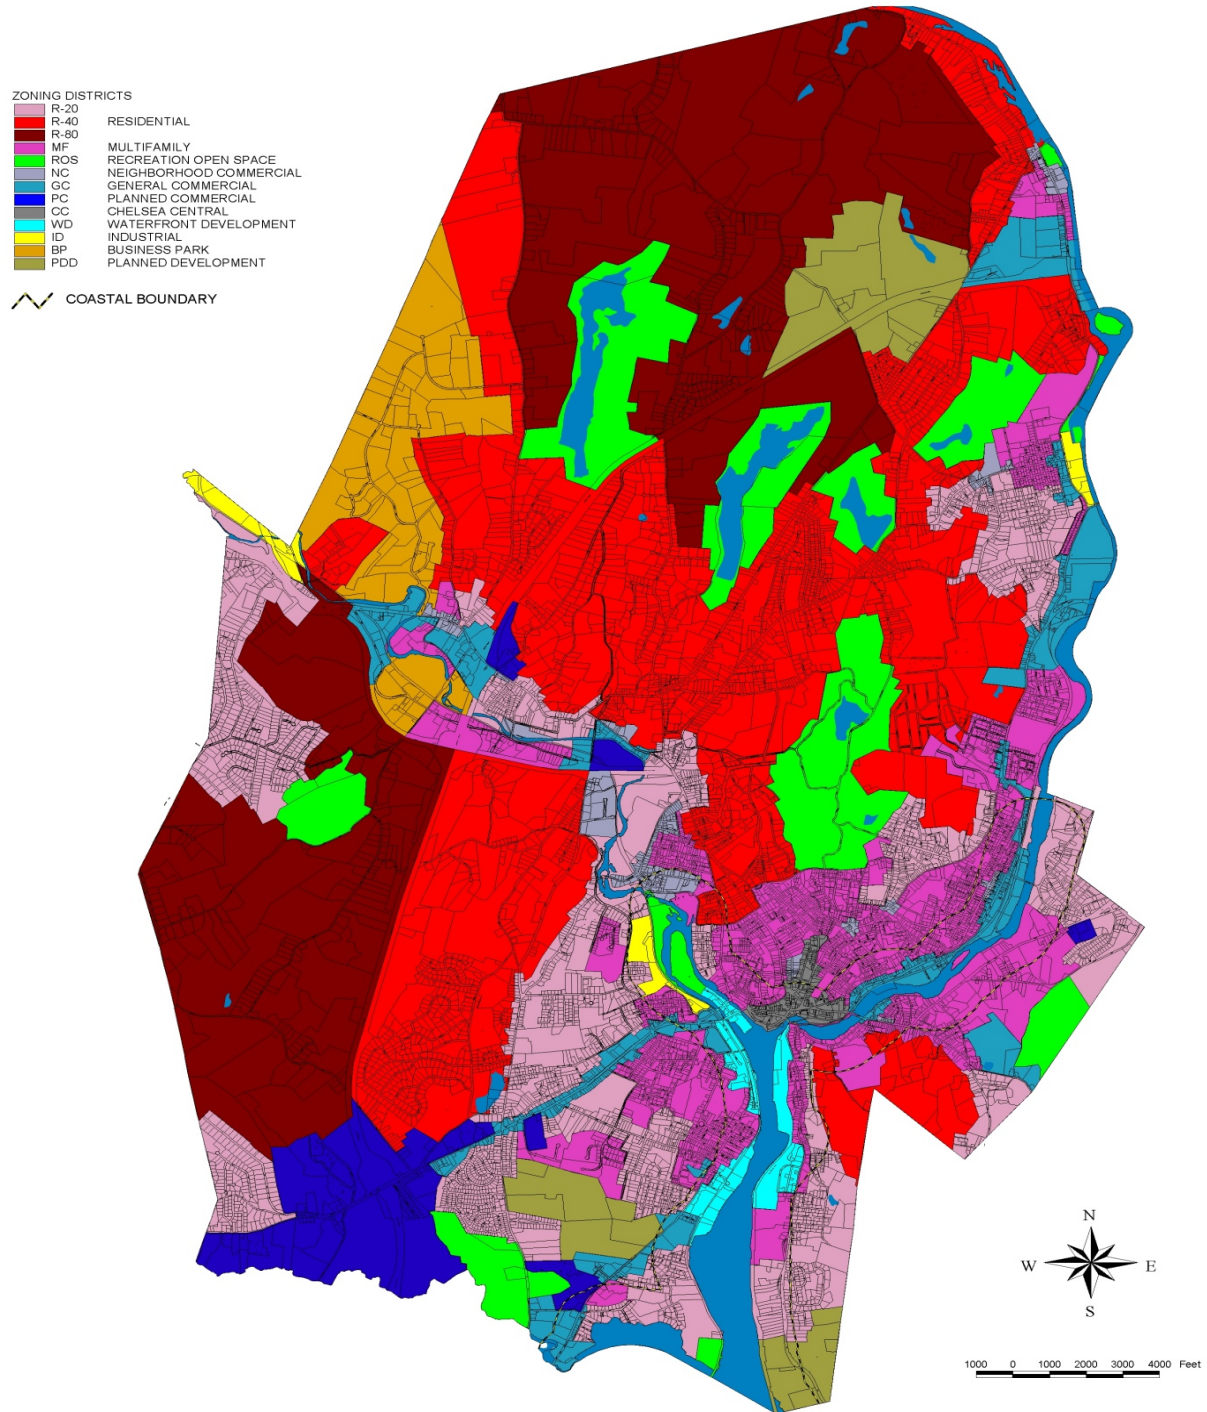 ZONING DISTRICTS
R-20
R-40 RESIDENTIAL
R-80
MF MULTIFAMILY
ROS RECREATION OPEN SPACE
NC NEIGHBORHOOD COMMERCIAL
GC GENERAL COMMERCIAL
PC PLANNED COMMERCIAL
CC CHELSEA CENTRAL
WD WATERFRONT DEVELOPMENT
ID INDUSTRIAL
BP BUSINESS PARK
PDD PLANNED DEVELOPMENT
COASTAL BOUNDARY
N
W E
S
1000 0 1000 2000 3000 4000 Feet